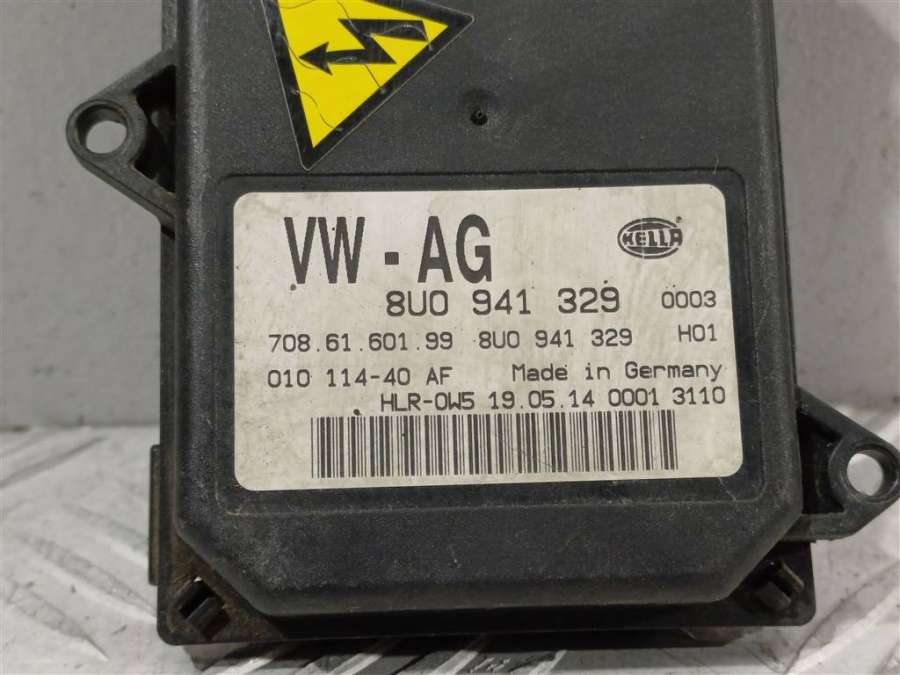 VW - AG
HELLA ®
8U0 941 329 0003
708.61.601.99 8U0 941 329 H01
010 114-40 AF Made in Germany
HLR-0W5 19.05.14 0001 3110